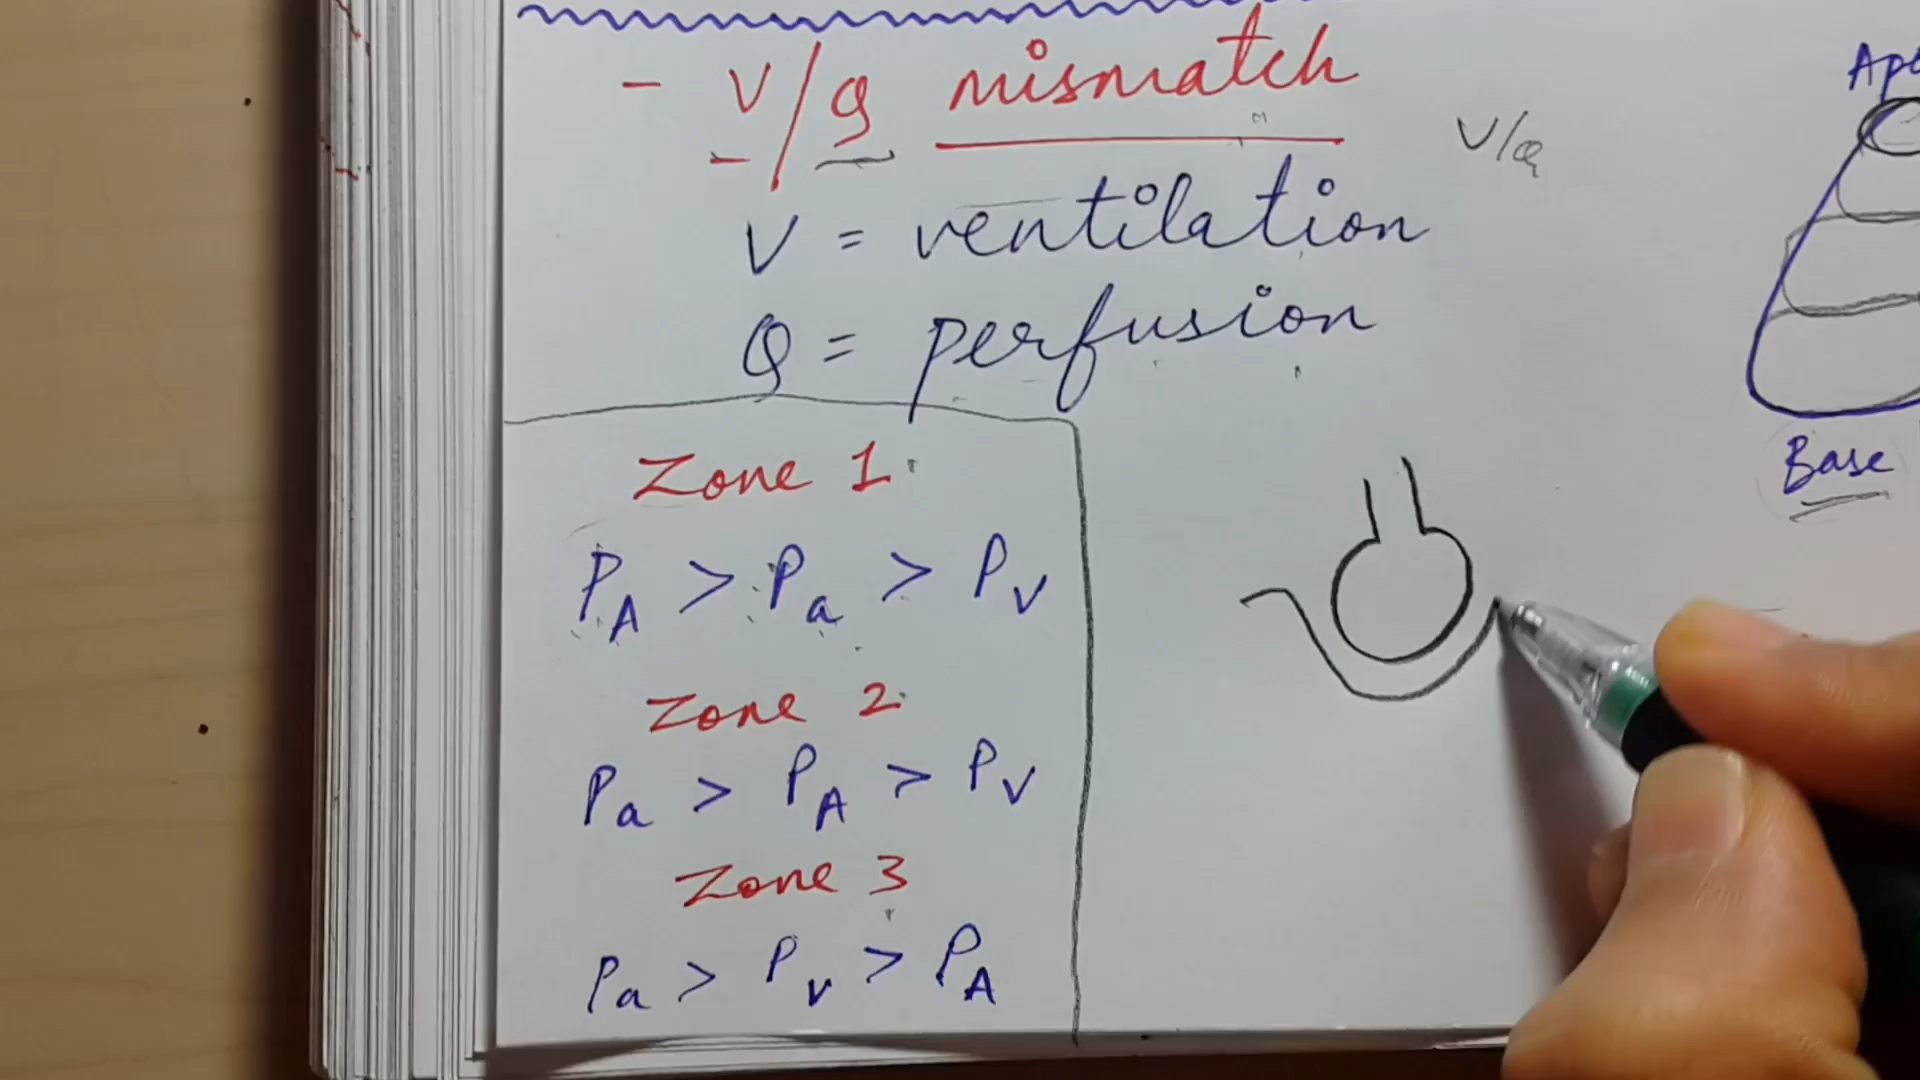 - V/Q mismatch
V/Q
V = ventilation
Q = perfusion
Zone 1
PA > Pa > PV
Zone 2
Pa > PA > PV
Zone 3
Pa > Pv > PA
Base